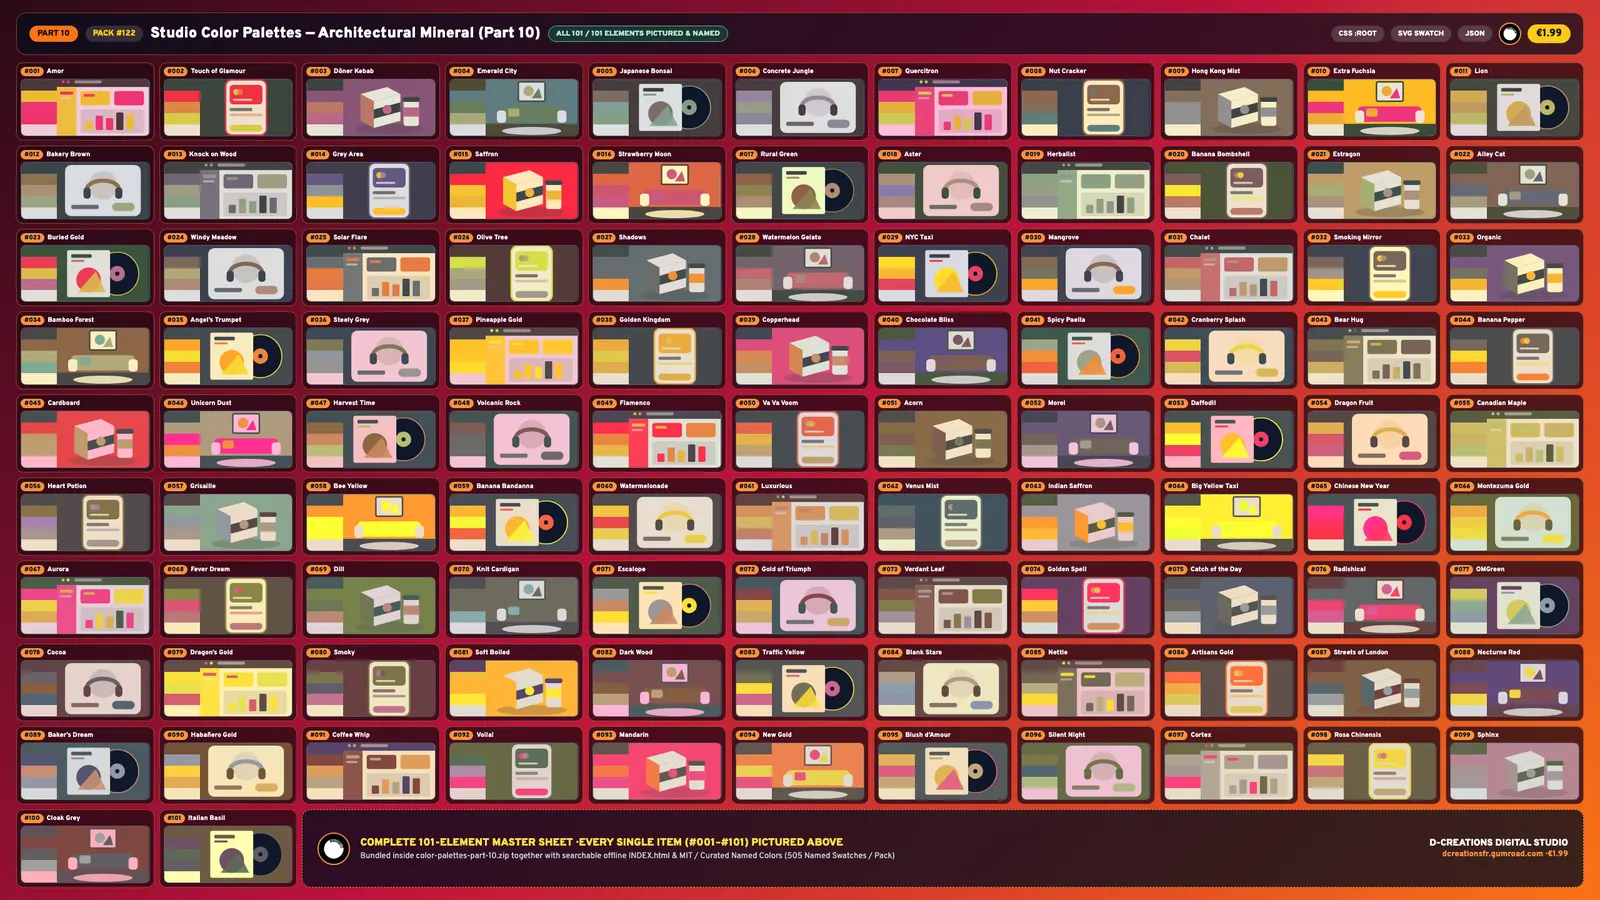 PART 10
PACK #122
Studio Color Palettes – Architectural Mineral (Part 10)
ALL 101 / 101 ELEMENTS PICTURED & NAMED
CSS :ROOT
SVG SWATCH
JSON
€1.99
#001 Amor
#002 Touch of Glamour
#003 Döner Kebab
#004 Emerald City
#005 Japanese Bonsai
#006 Concrete Jungle
#007 Quercitron
#008 Nut Cracker
#009 Hong Kong Mist
#010 Extra Fuchsia
#011 Lion
#012 Bakery Brown
#013 Knock on Wood
#014 Grey Area
#015 Saffron
#016 Strawberry Moon
#017 Rural Green
#018 Aster
#019 Herbalist
#020 Banana Bombshell
#021 Estragon
#022 Alley Cat
#023 Buried Gold
#024 Windy Meadow
#025 Solar Flare
#026 Olive Tree
#027 Shadows
#028 Watermelon Gelato
#029 NYC Taxi
#030 Mangrove
#031 Chalet
#032 Smoking Mirror
#033 Organic
#034 Bamboo Forest
#035 Angel's Trumpet
#036 Steely Grey
#037 Pineapple Gold
#038 Golden Kingdom
#039 Copperhead
#040 Chocolate Bliss
#041 Spicy Paella
#042 Cranberry Splash
#043 Bear Hug
#044 Banana Pepper
#045 Cardboard
#046 Unicorn Dust
#047 Harvest Time
#048 Volcanic Rock
#049 Flamenco
#050 Va Va Voom
#051 Acorn
#052 Morel
#053 Daffodil
#054 Dragon Fruit
#055 Canadian Maple
#056 Heart Potion
#057 Grisaille
#058 Bee Yellow
#059 Banana Bandanna
#060 Watermelonade
#061 Luxurious
#062 Venus Mist
#063 Indian Saffron
#064 Big Yellow Taxi
#065 Chinese New Year
#066 Montezuma Gold
#067 Aurora
#068 Fever Dream
#069 Dill
#070 Knit Cardigan
#071 Escalope
#072 Gold of Triumph
#073 Verdant Leaf
#074 Golden Spell
#075 Catch of the Day
#076 Radishical
#077 OMGreen
#078 Cocoa
#079 Dragon's Gold
#080 Smoky
#081 Soft Boiled
#082 Dark Wood
#083 Traffic Yellow
#084 Blank Stare
#085 Nettle
#086 Artisans Gold
#087 Streets of London
#088 Nocturne Red
#089 Baker's Dream
#090 Habañero Gold
#091 Coffee Whip
#092 Volial
#093 Mandarin
#094 New Gold
#095 Blush d'Amour
#096 Silent Night
#097 Cortex
#098 Rosa Chinensis
#099 Sphinx
#100 Cloak Grey
#101 Italian Basil
COMPLETE 101-ELEMENT MASTER SHEET · EVERY SINGLE ITEM (#001–#101) PICTURED ABOVE
Bundled inside color-palettes-part-10.zip together with searchable offline INDEX.html & MIT / Curated Named Colors (505 Named Swatches / Pack)
D-CREATIONS DIGITAL STUDIO
dcreationsfr.gumroad.com · €1.99